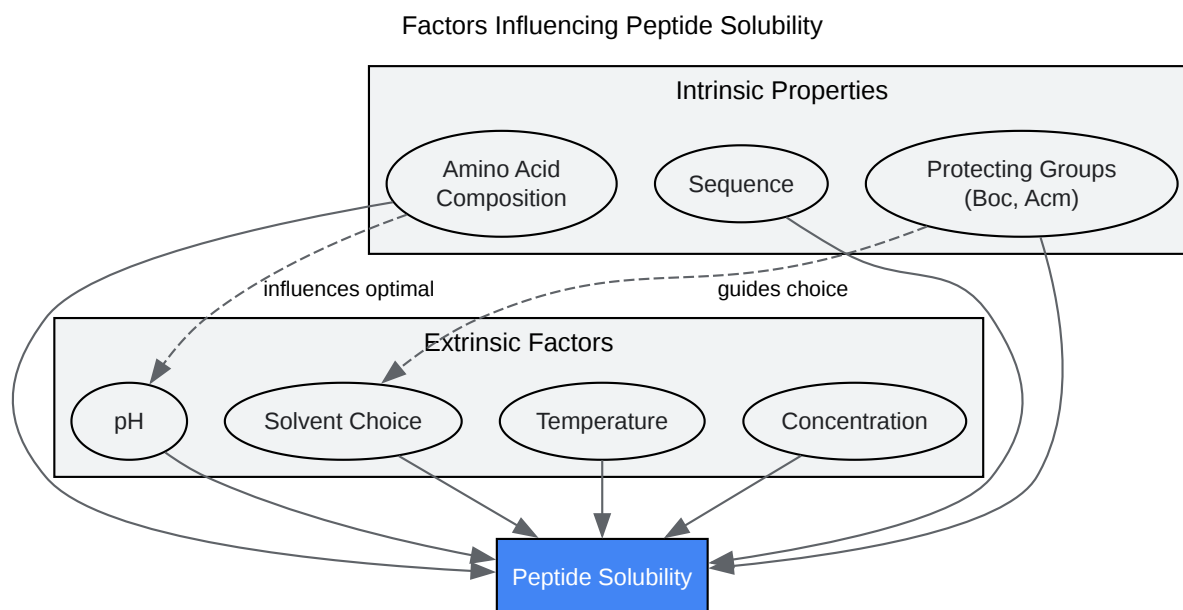 Factors Influencing Peptide Solubility
Intrinsic Properties
Amino Acid
Composition
Sequence
Protecting Groups
(Boc, Acm)
influences optimal
guides choice
Extrinsic Factors
pH
Solvent Choice
Temperature
Concentration
Peptide Solubility